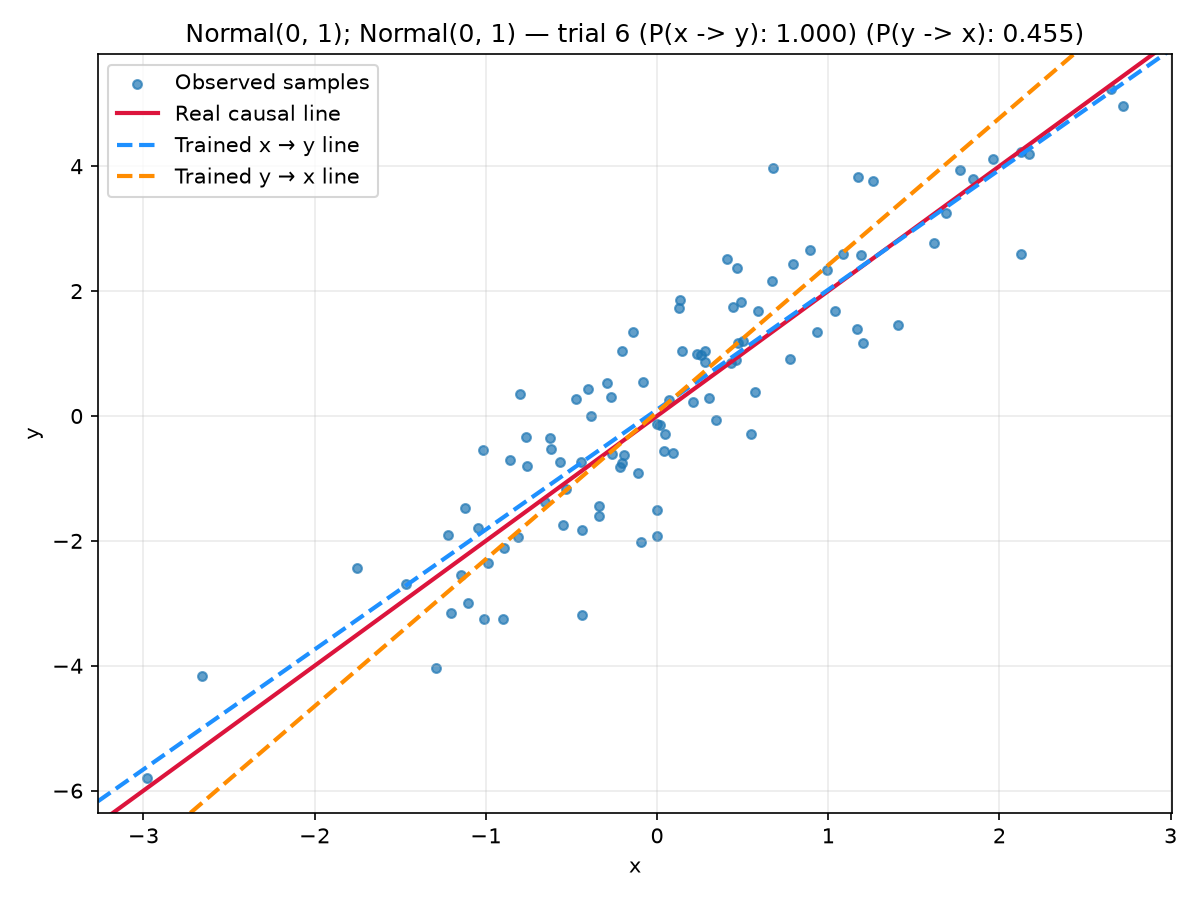 Normal(0, 1); Normal(0, 1) — trial 6 (P(x -> y): 1.000) (P(y -> x): 0.455)
Observed samples
Real causal line
Trained x → y line
Trained y → x line
4
2
0
−2
−4
−6
y
−3
−2
−1
0
1
2
3
x